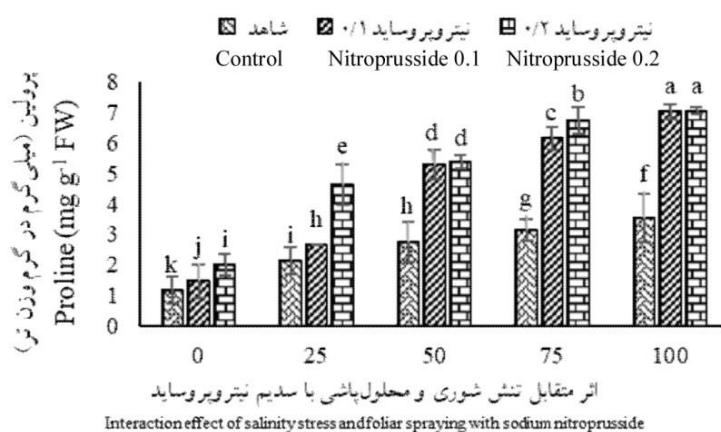 شاهد نیتروپروساید ۰/۱ نیتروپروساید ۰/۲
Control Nitroprusside 0.1 Nitroprusside 0.2
پرولین (میلی گرم در گرم وزن تر)
Proline (mg g⁻¹ FW)
8
7
6
5
4
3
2
1
0
k j i
i h e
h d d
g c b
f a a
0 25 50 75 100
اثر متقابل تنش شوری و محلول‌پاشی با سدیم نیتروپروساید
Interaction effect of salinity stress and foliar spraying with sodium nitroprusside